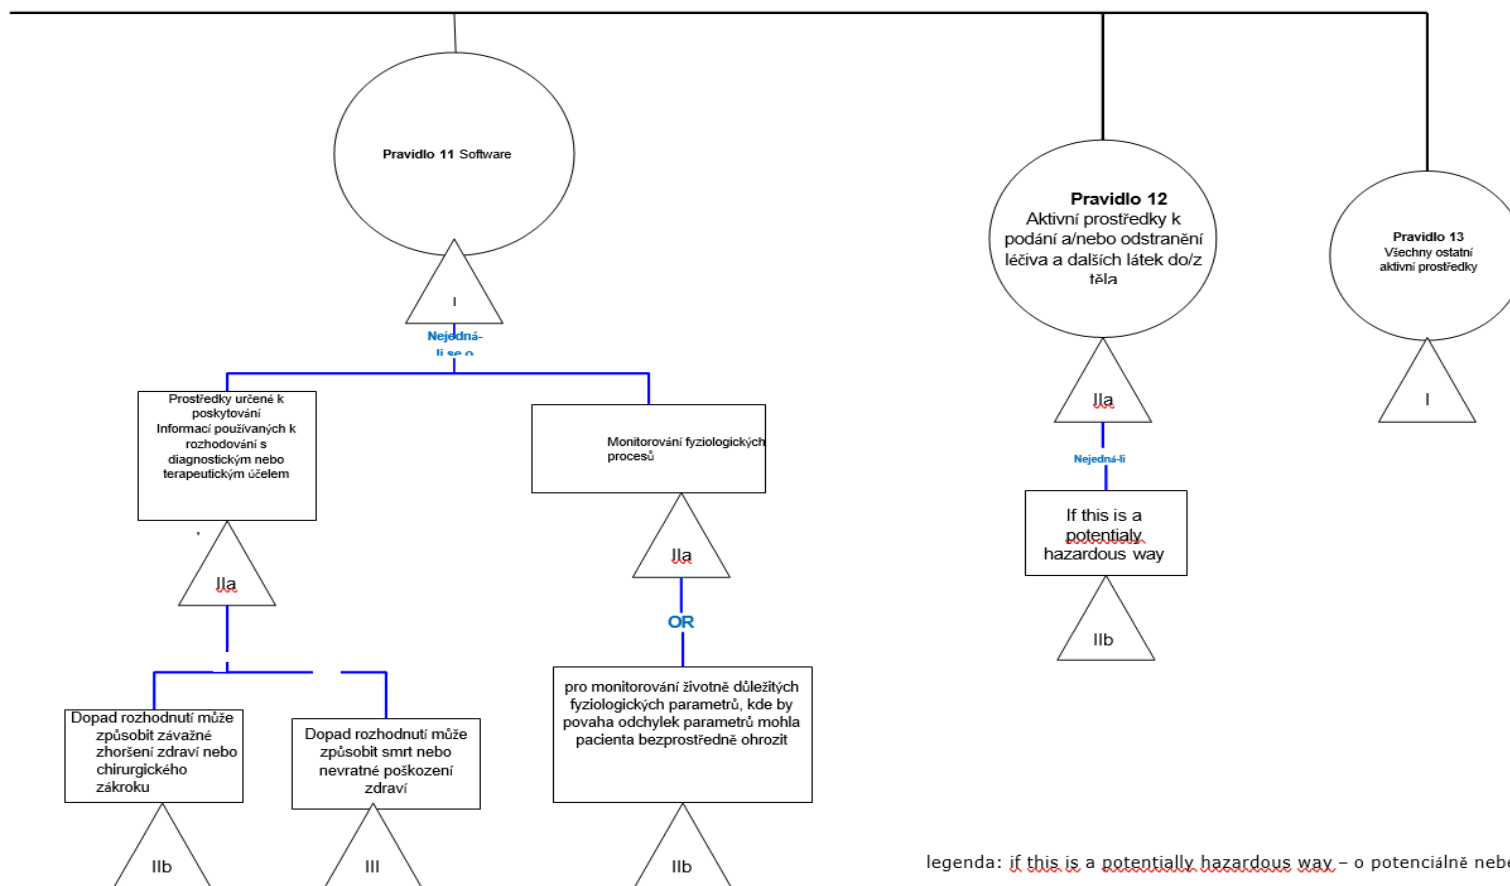 Pravidlo 11 Software
I
Nejedná-
li se o
Prostředky určené k
poskytování
Informací používaných k
rozhodování s
diagnostickým nebo
terapeutickým účelem
IIa
Dopad rozhodnutí může
způsobit závažné
zhoršení zdraví nebo
chirurgického
zákroku
IIb
Dopad rozhodnutí může
způsobit smrt nebo
nevratné poškození
zdraví
III
Monitorování fyziologických
procesů
IIa
OR
pro monitorování životně důležitých
fyziologických parametrů, kde by
povaha odchylek parametrů mohla
pacienta bezprostředně ohrozit
IIb
Pravidlo 12
Aktivní prostředky k
podání a/nebo odstranění
léčiva a dalších látek do/z
těla
IIa
Nejedná-li
If this is a
potentialy
hazardous way
IIb
Pravidlo 13
Všechny ostatní
aktivní prostředky
I
legenda: if this is a potentially hazardous way – o potenciálně